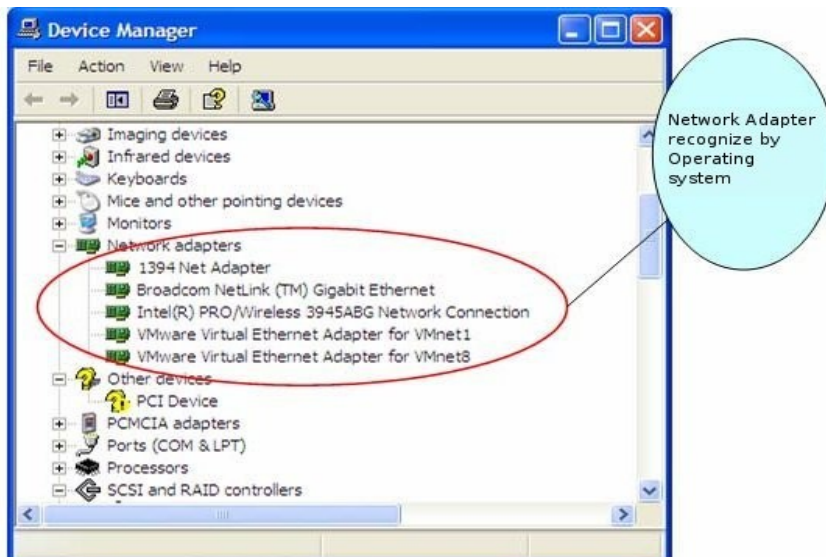 Device Manager
File Action View Help
Imaging devices
Infrared devices
Keyboards
Mice and other pointing devices
Monitors
Network adapters
1394 Net Adapter
Broadcom NetLink (TM) Gigabit Ethernet
Intel(R) PRO/Wireless 3945ABG Network Connection
VMware Virtual Ethernet Adapter for VMnet1
VMware Virtual Ethernet Adapter for VMnet8
Other devices
PCI Device
PCMCIA adapters
Ports (COM & LPT)
Processors
SCSI and RAID controllers
Network Adapter
recognize by
Operating
system